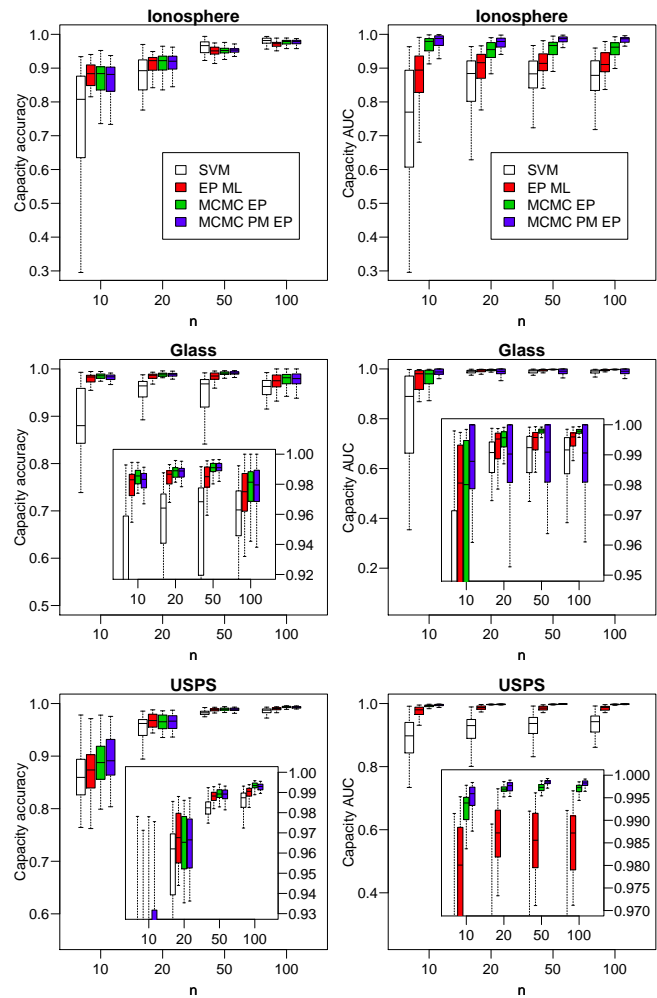 Ionosphere
Capacity accuracy
1.0
0.9
0.8
0.7
0.6
0.5
0.4
0.3
SVM
EP ML
MCMC EP
MCMC PM EP
10 20 50 100
n
Ionosphere
Capacity AUC
1.0
0.9
0.8
0.7
0.6
0.5
0.4
0.3
SVM
EP ML
MCMC EP
MCMC PM EP
10 20 50 100
n
Glass
Capacity accuracy
1.0
0.9
0.8
0.7
0.6
0.5
1.00
0.98
0.96
0.94
0.92
10 20 50 100
10 20 50 100
n
Glass
Capacity AUC
1.0
0.8
0.6
0.4
0.2
1.00
0.99
0.98
0.97
0.96
0.95
10 20 50 100
10 20 50 100
n
USPS
Capacity accuracy
1.0
0.9
0.8
0.7
0.6
1.00
0.99
0.98
0.97
0.96
0.95
0.94
0.93
10 20 50 100
10 20 50 100
n
USPS
Capacity AUC
1.0
0.8
0.6
0.4
1.000
0.995
0.990
0.985
0.980
0.975
0.970
10 20 50 100
10 20 50 100
n